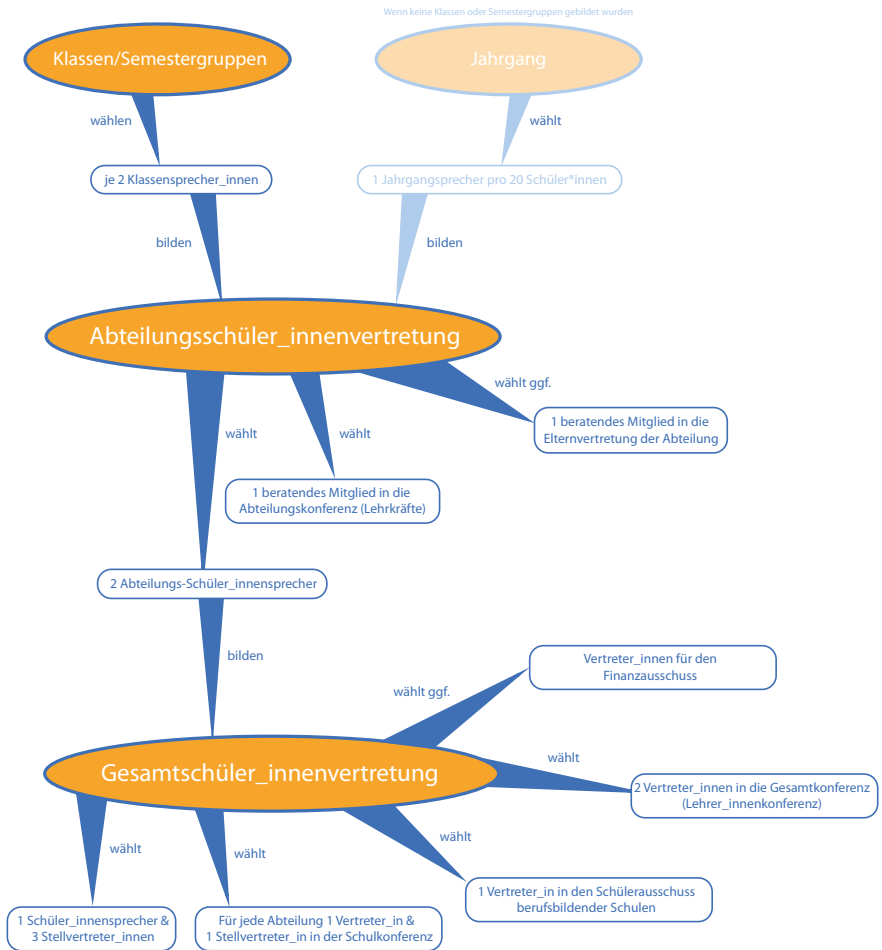 Wenn keine Klassen oder Semestergruppen gebildet wurden
Klassen/Semestergruppen
Jahrgang
wählen
wählt
je 2 Klassensprecher_innen
1 Jahrgangsprecher pro 20 Schüler*innen
bilden
bilden
Abteilungsschüler_innenvertretung
wählt ggf.
1 beratendes Mitglied in die
Elternvertretung der Abteilung
wählt
wählt
1 beratendes Mitglied in die
Abteilungskonferenz (Lehrkräfte)
2 Abteilungs-Schüler_innensprecher
bilden
Vertreter_innen für den
Finanzausschuss
wählt ggf.
Gesamtschüler_innenvertretung
wählt
2 Vertreter_innen in die Gesamtkonferenz
(Lehrer_innenkonferenz)
wählt
wählt
wählt
1 Vertreter_in in den Schülerausschuss
berufsbildender Schulen
1 Schüler_innensprecher &
3 Stellvertreter_innen
Für jede Abteilung 1 Vertreter_in &
1 Stellvertreter_in in der Schulkonferenz